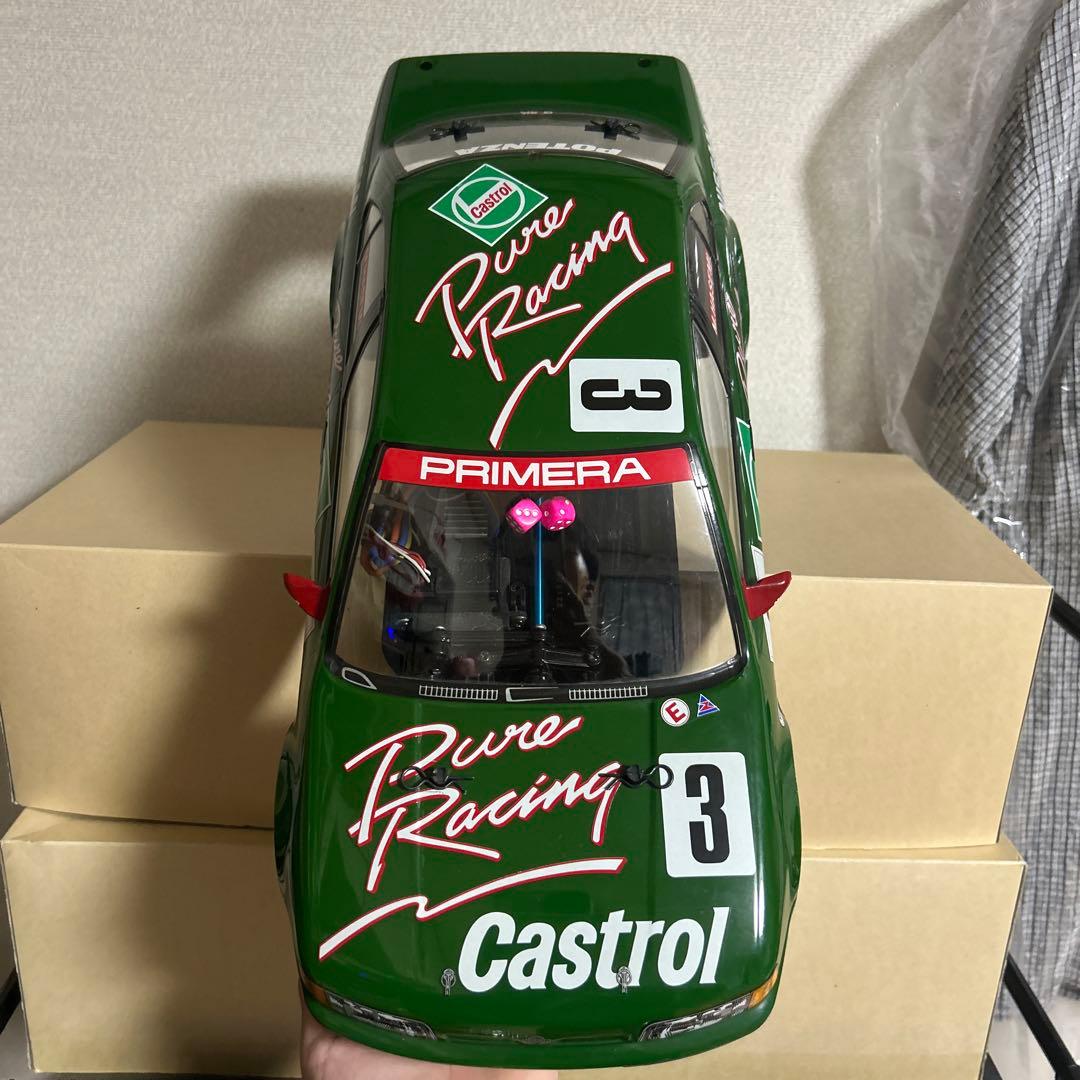 POTENZA
Castrol
Pure
Racing
3
PRIMERA
E
Pure
Racing
3
Castrol